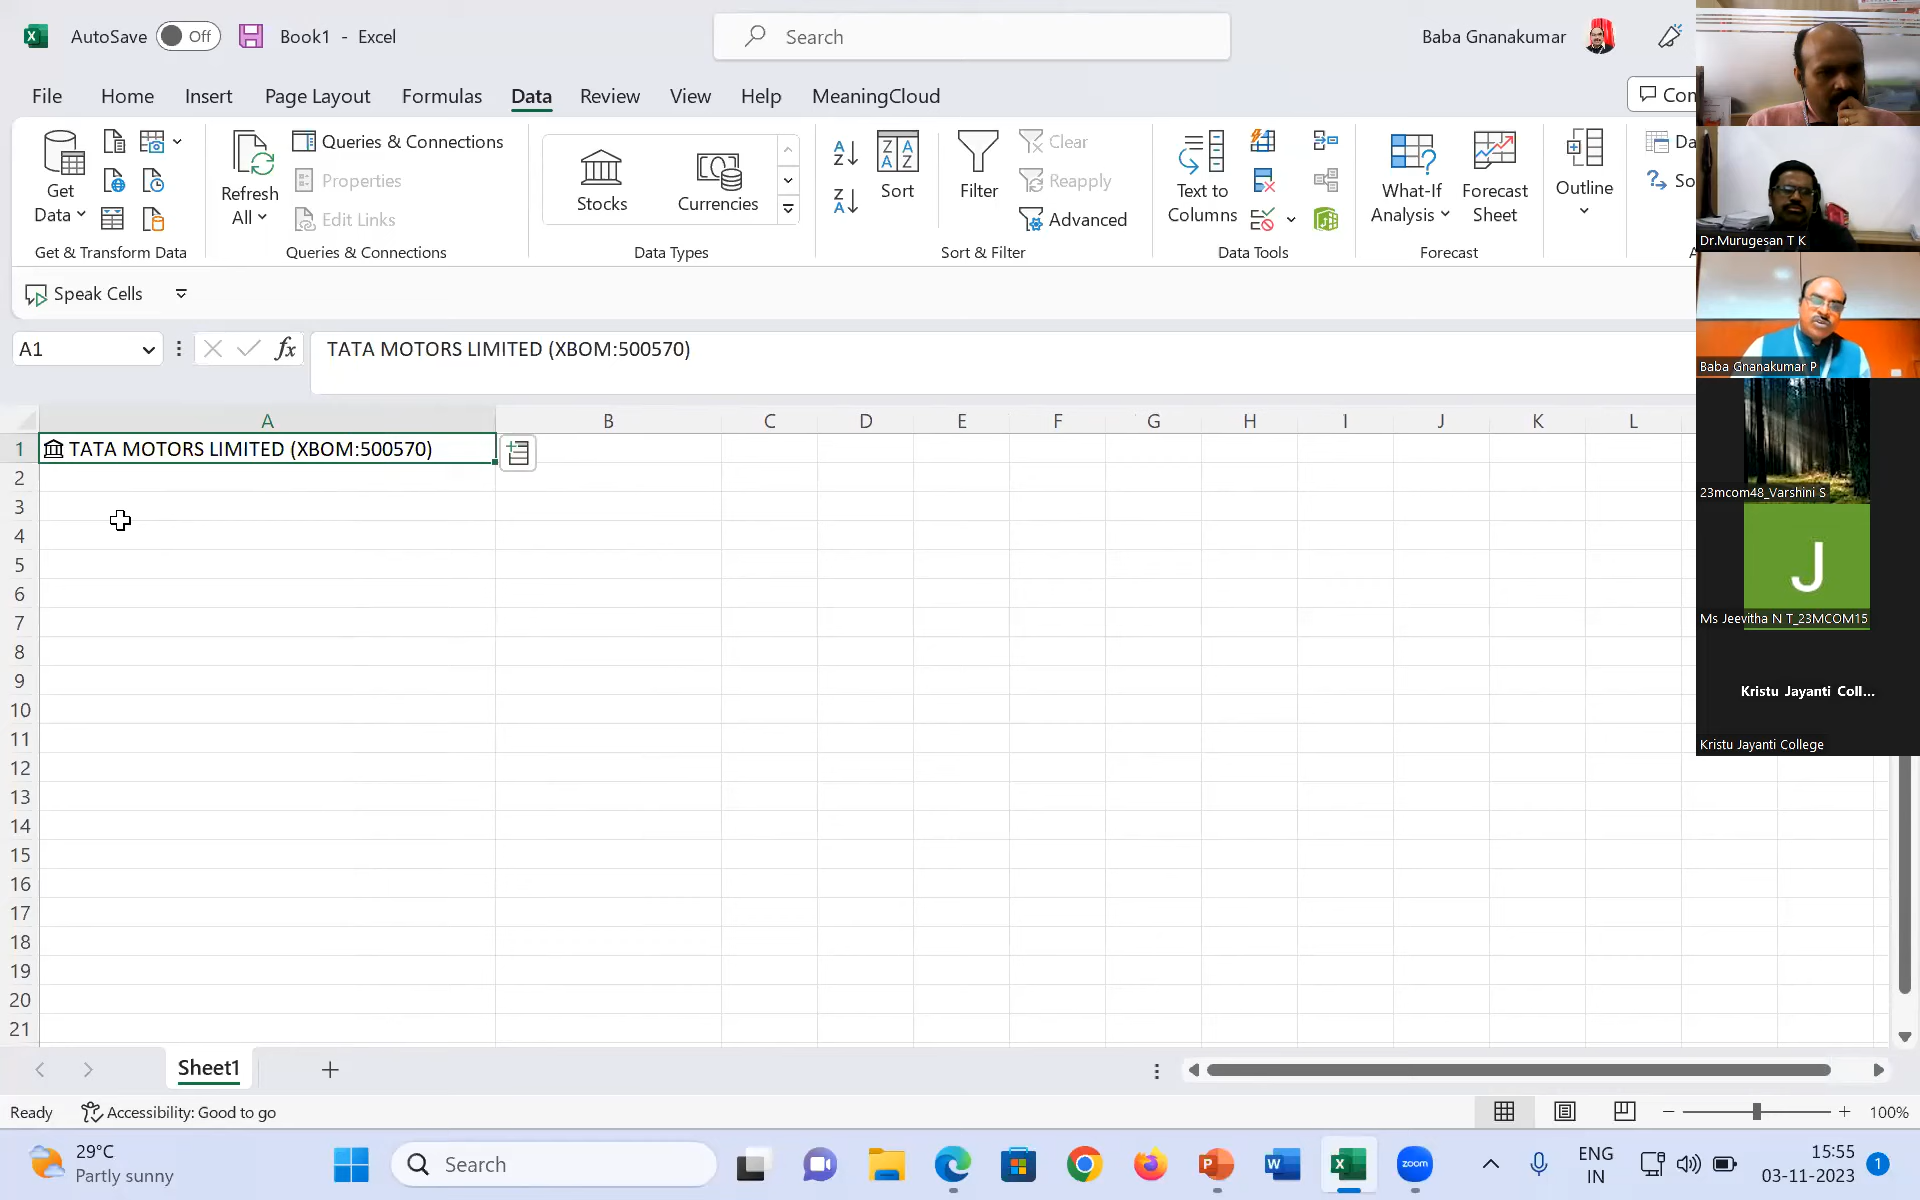 AutoSave Off Book1 - Excel Search Baba Gnanakumar
File Home Insert Page Layout Formulas Data Review View Help MeaningCloud
Get Data
Refresh All
Queries & Connections
Properties
Edit Links
Stocks Currencies
Sort
Filter
Clear
Reapply
Advanced
Text to Columns
What-If Analysis
Forecast Sheet
Outline
Get & Transform Data Queries & Connections Data Types Sort & Filter Data Tools Forecast
Speak Cells
A1 fx TATA MOTORS LIMITED (XBOM:500570)
A B C D E F G H I J K L
1 TATA MOTORS LIMITED (XBOM:500570)
2
3
4
5
6
7
8
9
10
11
12
13
14
15
16
17
18
19
20
21
Dr.Murugesan T K
Baba Gnanakumar P
23mcom48_Varshini S
J
Ms Jeevitha N T_23MCOM15
Kristu Jayanti Coll...
Kristu Jayanti College
Sheet1
Ready Accessibility: Good to go 100%
29°C
Partly sunny
Search
zoom
ENG
IN
15:55
03-11-2023
1